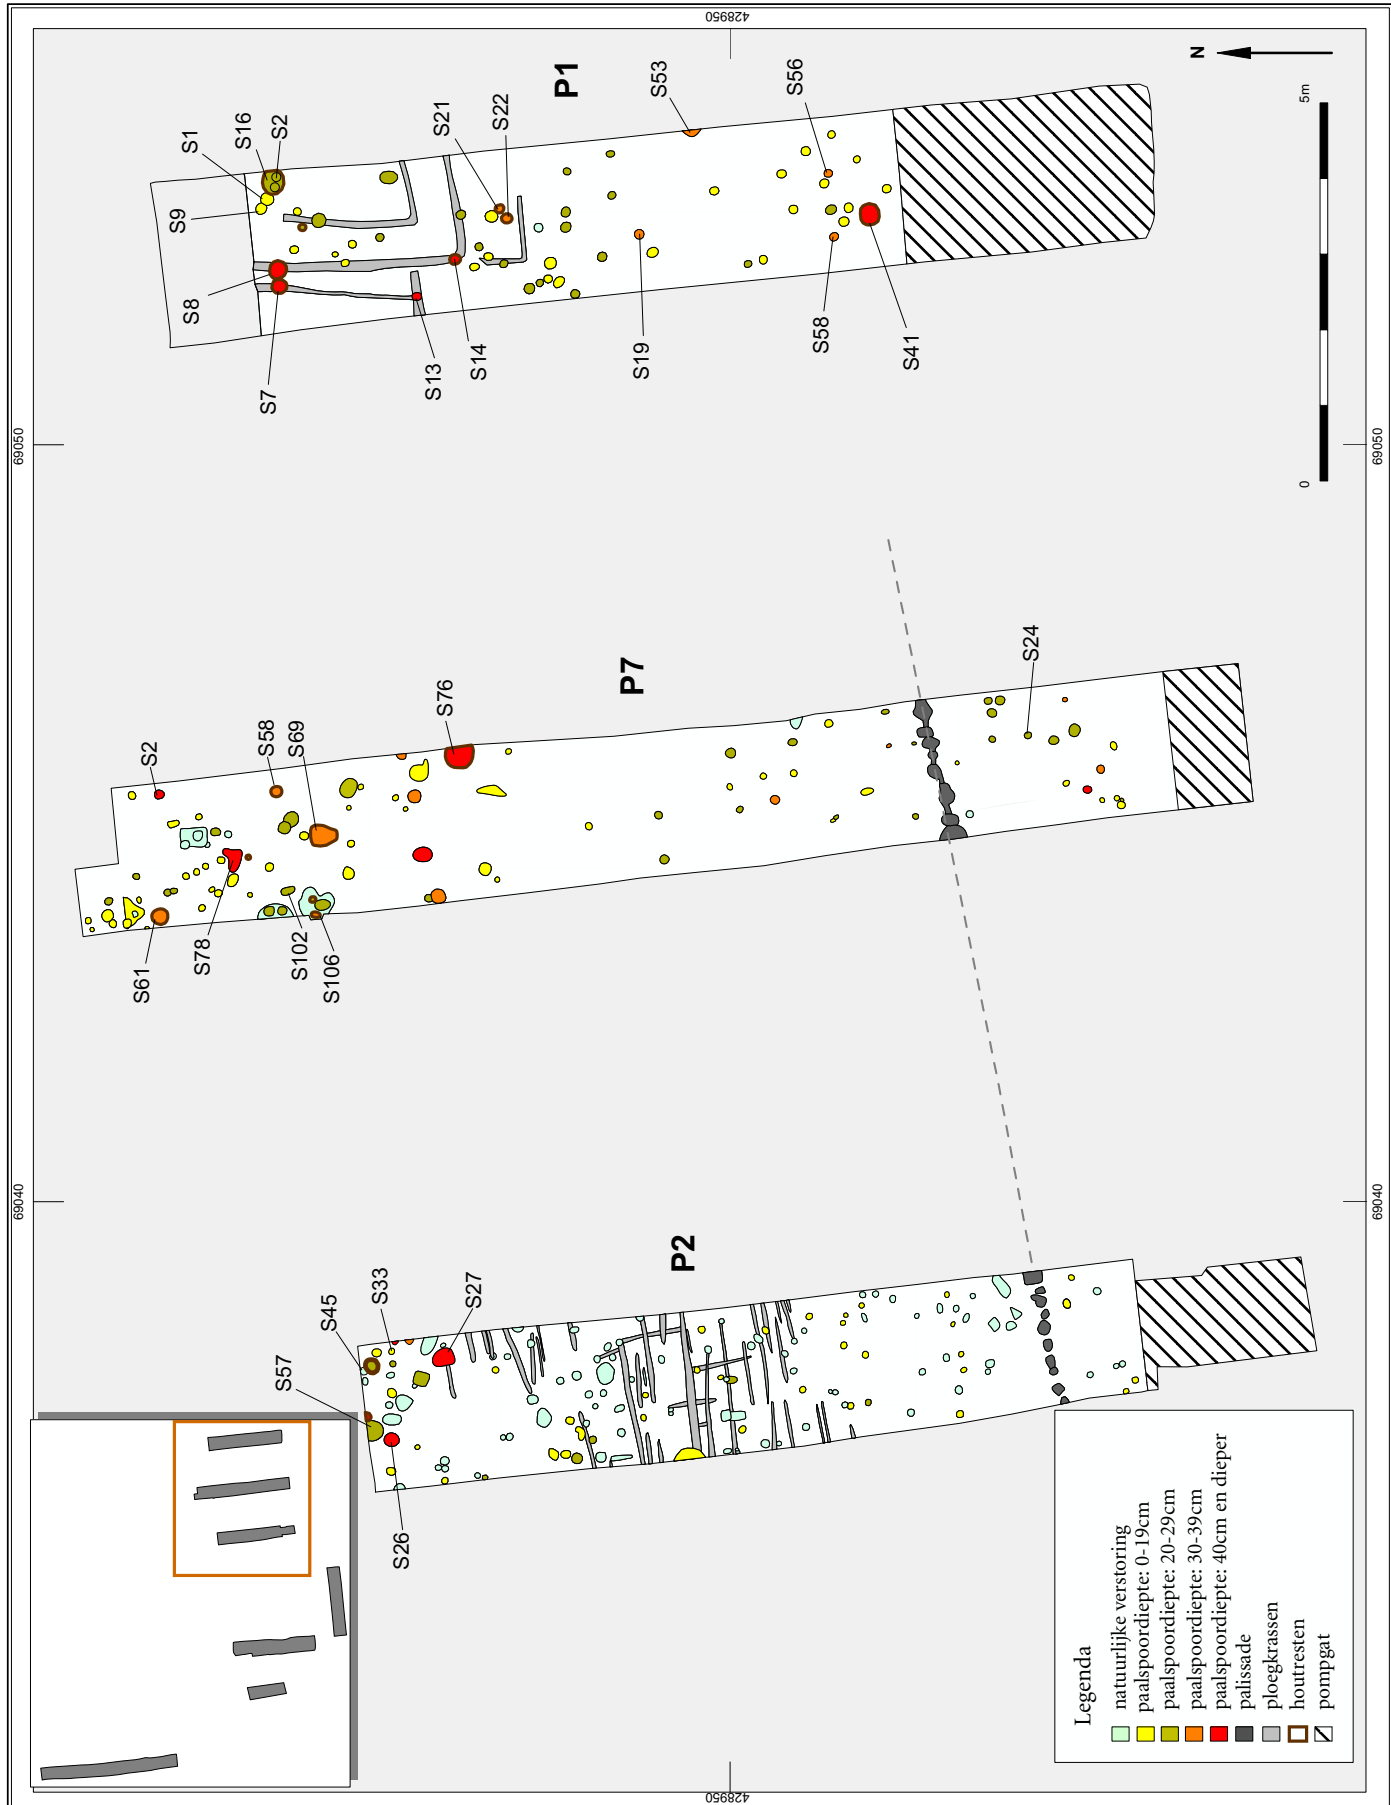 428950
N
5m
0
69050
69050
69040
69040
428950
P1
S1
S16
S2
S9
S8
S7
S13
S14
S21
S22
S53
S19
S56
S58
S41
P7
S2
S58
S69
S76
S61
S78
S102
S106
S24
P2
S57
S45
S33
S27
S26
Legenda
natuurlijke verstoring
paalspoordiepte: 0-19cm
paalspoordiepte: 20-29cm
paalspoordiepte: 30-39cm
paalspoordiepte: 40cm en dieper
palissade
ploegkrassen
houtresten
pompgat